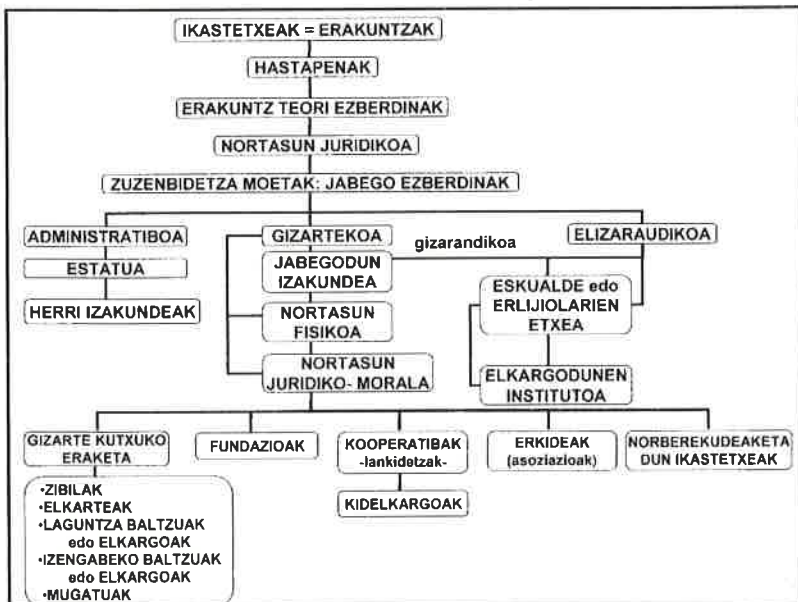 IKASTETXEAK = ERAKUNTZAK
HASTAPENAK
ERAKUNTZ TEORI EZBERDINAK
NORTASUN JURIDIKOA
ZUZENBIDETZA MOETAK: JABEGO EZBERDINAK
ADMINISTRATIBOA
ESTATUA
HERRI IZAKUNDEAK
GIZARTEKOA
gizarandikoa
ELIZARAUDIKOA
JABEGODUN
IZAKUNDEA
NORTASUN
FISIKOA
NORTASUN
JURIDIKO- MORALA
ESKUALDE edo
ERLIJIOLARIEN
ETXEA
ELKARGODUNEN
INSTITUTOA
GIZARTE KUTXUKO
ERAKETA
•ZIBILAK
•ELKARTEAK
•LAGUNTZA BALTZUAK
edo ELKARGOAK
•IZENGABEKO BALTZUAK
edo ELKARGOAK
•MUGATUAK
FUNDAZIOAK
KOOPERATIBAK
-lankidetzak-
KIDELKARGOAK
ERKIDEAK
(asoziazioak)
NORBEREKUDEAKETA
DUN IKASTETXEAK